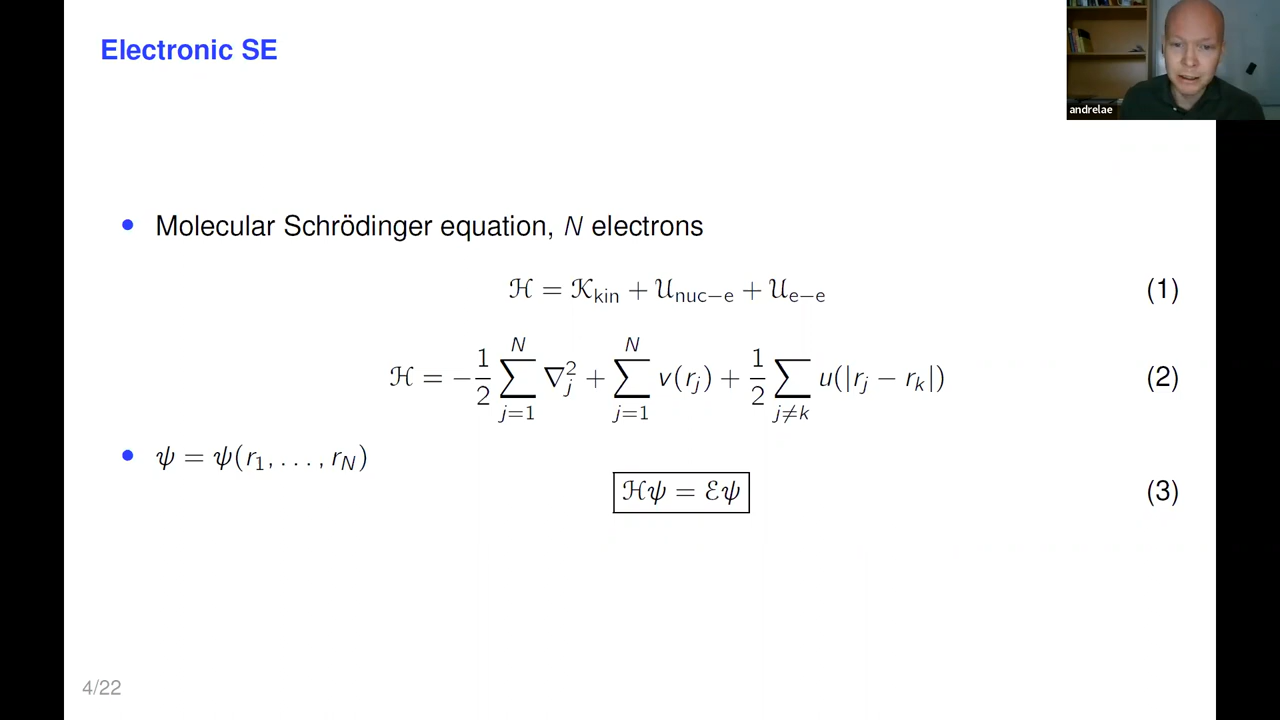 Electronic SE
andrelae
• Molecular Schrödinger equation, N electrons
ℋ = 𝒦_kin + 𝒰_nuc−e + 𝒰_e−e (1)
ℋ = −1/2 ∑_{j=1}^{N} ∇_j^2 + ∑_{j=1}^{N} v(r_j) + 1/2 ∑_{j≠k} u(|r_j − r_k|) (2)
• ψ = ψ(r_1, . . . , r_N)
ℋψ = ℰψ (3)
4/22